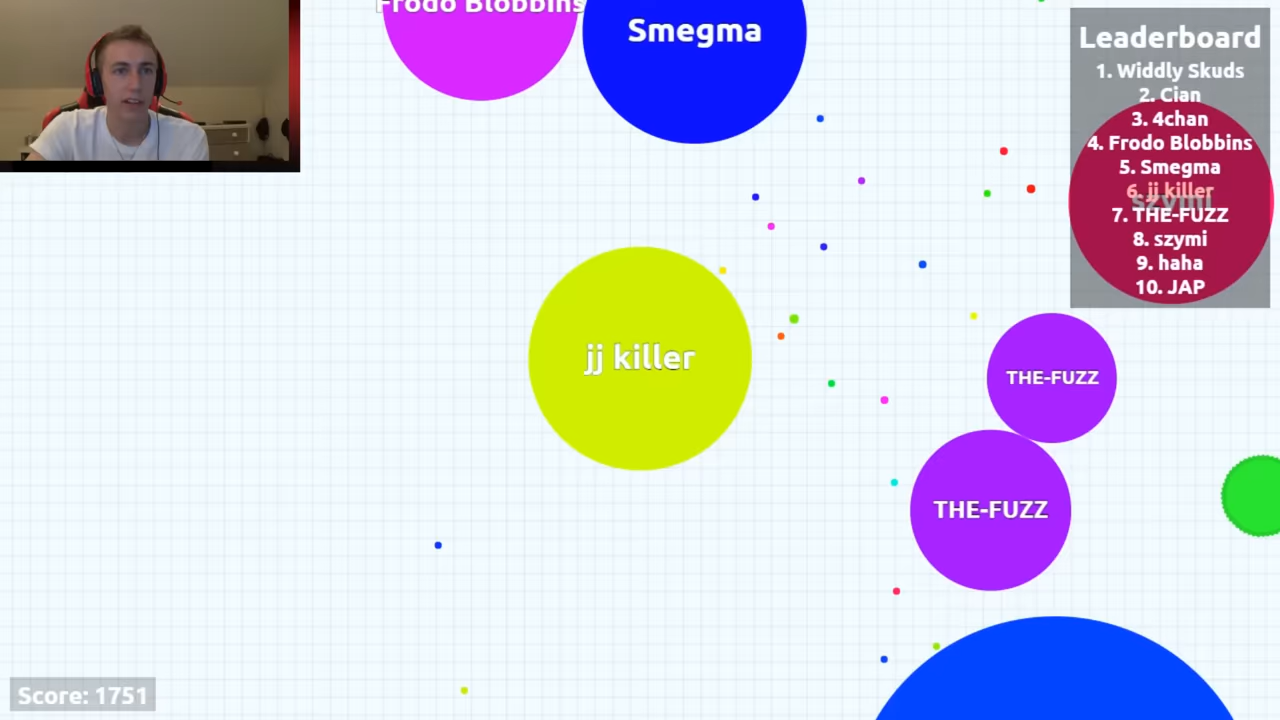 Frodo Blobbins
Smegma
jj killer
THE-FUZZ
THE-FUZZ
szymi
Leaderboard
1. Widdly Skuds
2. Cian
3. 4chan
4. Frodo Blobbins
5. Smegma
6. jj killer
7. THE-FUZZ
8. szymi
9. haha
10. JAP
Score: 1751